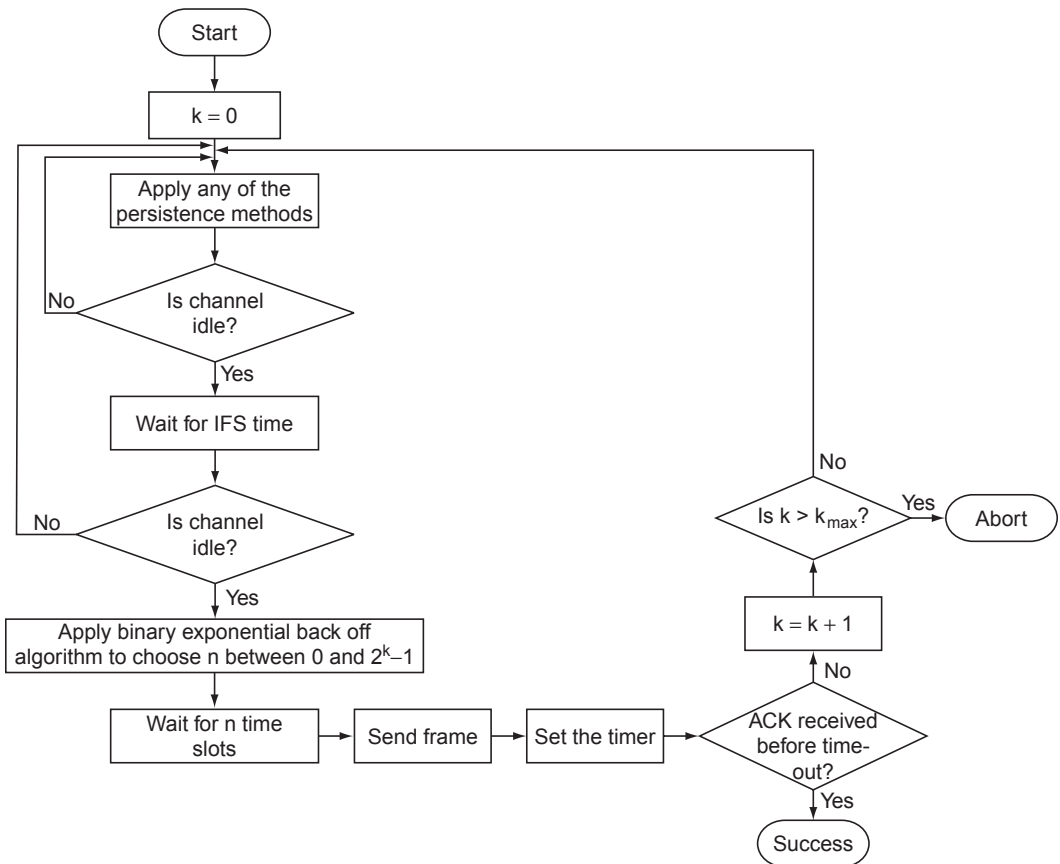 Start
k = 0
Apply any of the
persistence methods
No
Is channel
idle?
Yes
Wait for IFS time
No
Is channel
idle?
Yes
Apply binary exponential back off
algorithm to choose n between 0 and 2^k–1
Wait for n time
slots
Send frame
Set the timer
ACK received
before time-
out?
Yes
Success
No
k = k + 1
Is k > k_max?
No
Yes
Abort